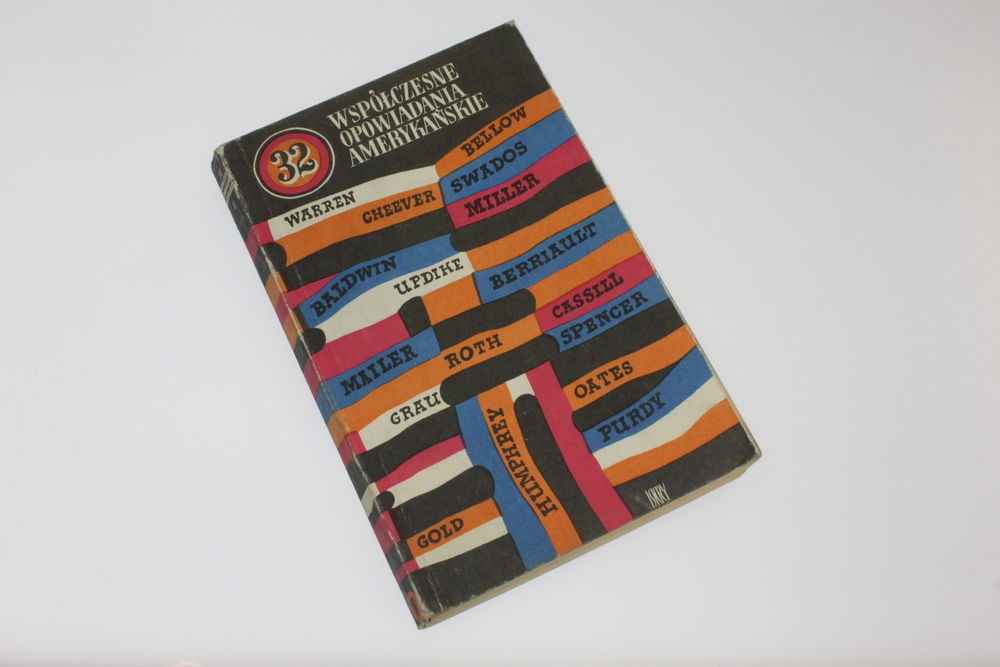 32
WSPÓŁCZESNE
OPOWIADANIA
AMERYKAŃSKIE
BELLOW
SWADOS
MILLER
WARREN
CHEEVER
BALDWIN
UPDIKE
BERRIAULT
CASSILL
SPENCER
MAILER
ROTH
OATES
GRAU
PURDY
HUMPHREY
GOLD
ISKRY